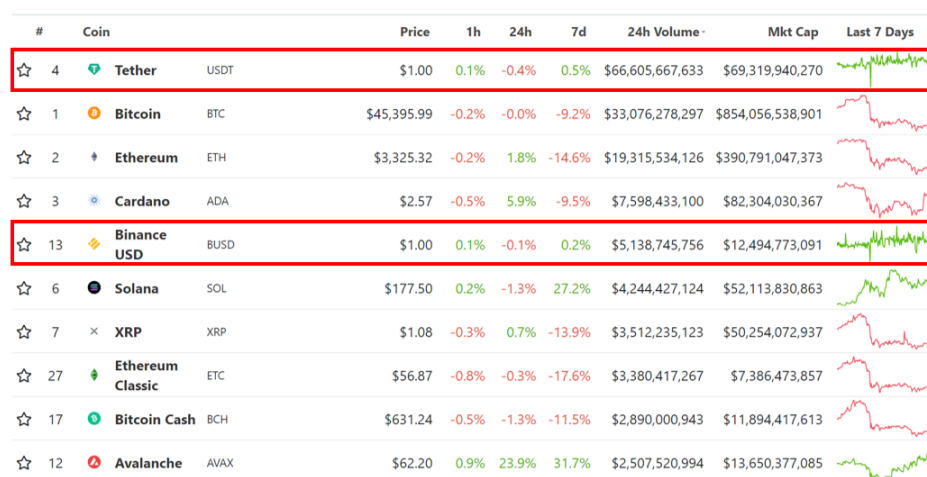 # Coin Price 1h 24h 7d 24h Volume Mkt Cap Last 7 Days
4 Tether USDT $1.00 0.1% -0.4% 0.5% $66,605,667,633 $69,319,940,270
1 Bitcoin BTC $45,395.99 -0.2% -0.0% -9.2% $33,076,278,297 $854,056,538,901
2 Ethereum ETH $3,325.32 -0.2% 1.8% -14.6% $19,315,534,126 $390,791,047,373
3 Cardano ADA $2.57 -0.5% 5.9% -9.5% $7,598,433,100 $82,304,030,367
13 Binance USD BUSD $1.00 0.1% -0.1% 0.2% $5,138,745,756 $12,494,773,091
6 Solana SOL $177.50 0.2% -1.3% 27.2% $4,244,427,124 $52,113,830,863
7 XRP XRP $1.08 -0.3% 0.7% -13.9% $3,512,235,123 $50,254,072,937
27 Ethereum Classic ETC $56.87 -0.8% -0.3% -17.6% $3,380,417,267 $7,386,473,857
17 Bitcoin Cash BCH $631.24 -0.5% -1.3% -11.5% $2,890,000,943 $11,894,417,613
12 Avalanche AVAX $62.20 0.9% 23.9% 31.7% $2,507,520,994 $13,650,377,085